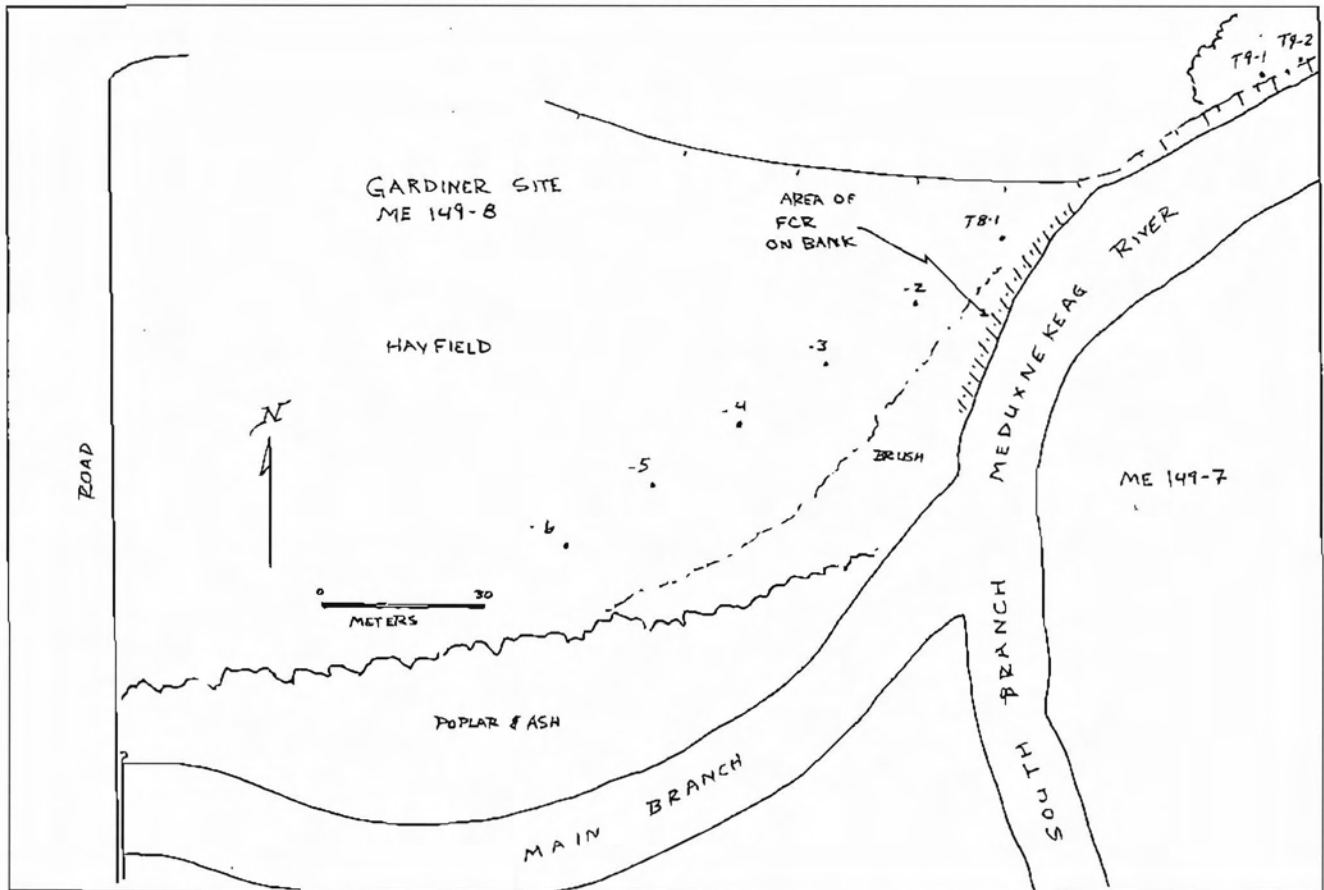 T9-1 T9-2
GARDINER SITE
ME 149-8
AREA OF
FCR
ON BANK
T8-1
-2
HAYFIELD
-3
N
-4
ROAD
-5
BRUSH
MEDUXNEKEAG RIVER
ME 149-7
-6
0 30
METERS
POPLAR & ASH
MAIN BRANCH
SOUTH BRANCH